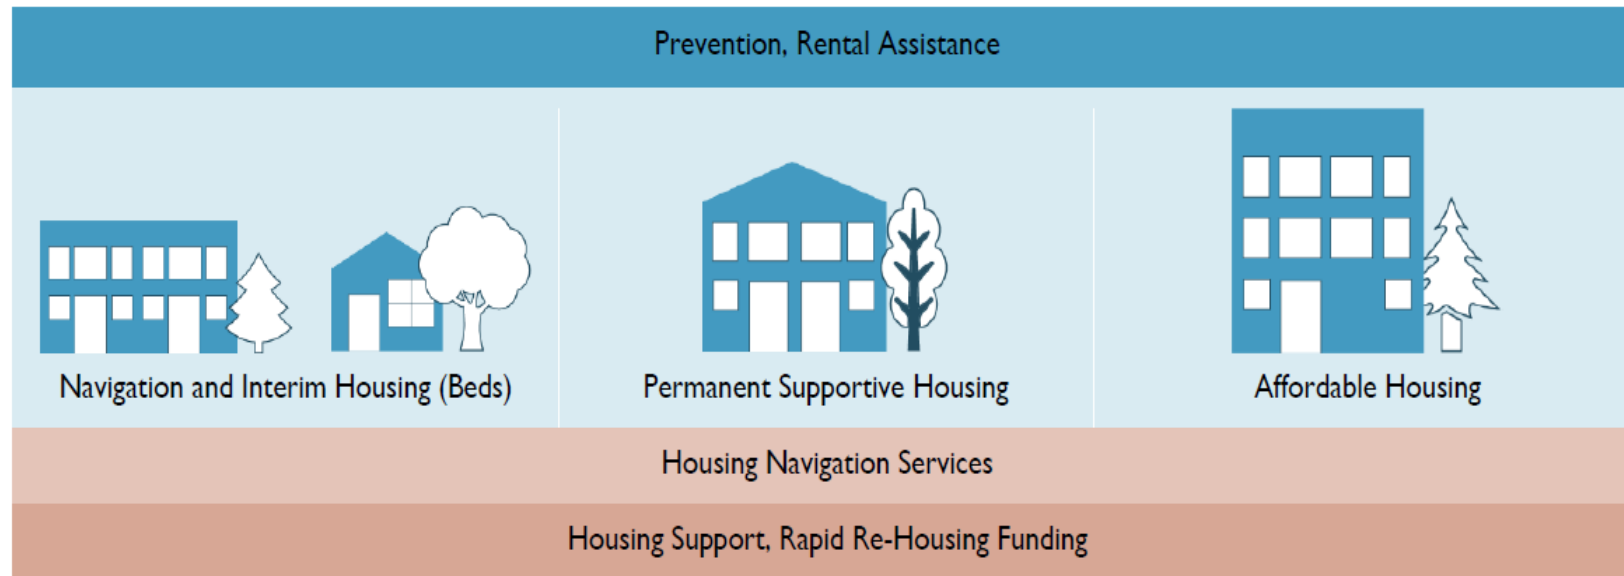 Prevention, Rental Assistance
Navigation and Interim Housing (Beds)
Permanent Supportive Housing
Affordable Housing
Housing Navigation Services
Housing Support, Rapid Re-Housing Funding